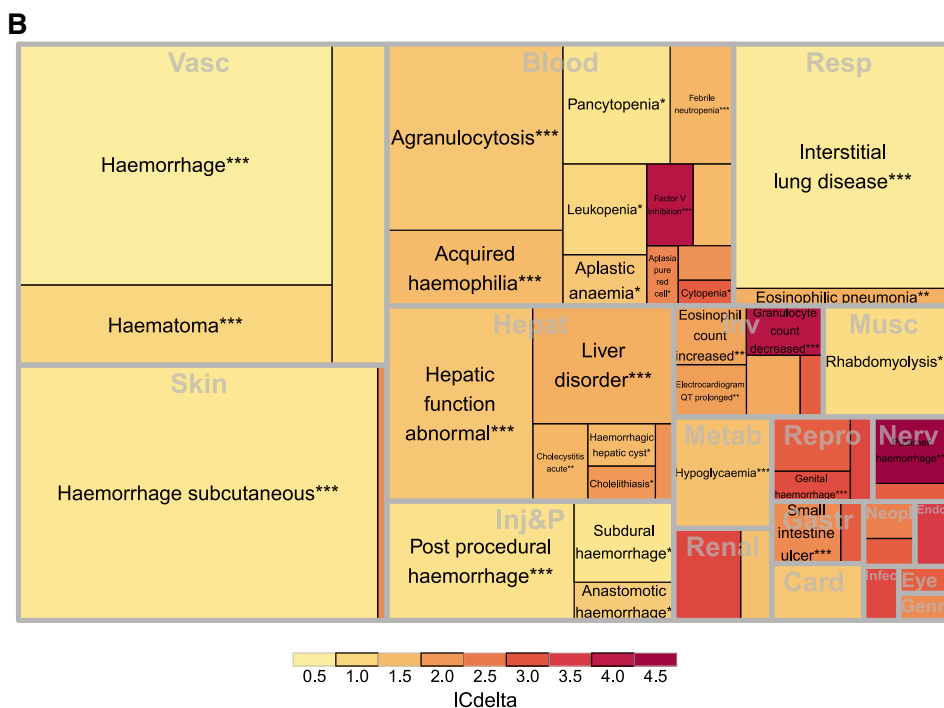 B
Vasc
Haemorrhage***
Haematoma***
Skin
Haemorrhage subcutaneous***
Blood
Agranulocytosis***
Acquired
haemophilia***
Pancytopenia*
Febrile
neutropenia***
Leukopenia*
Factor V
inhibition***
Aplastic
anaemia*
Aplasia
pure
red
cell*
Cytopenia*
Resp
Interstitial
lung disease***
Eosinophilic pneumonia**
Hepat
Hepatic
function
abnormal***
Liver
disorder***
Cholecystitis
acute**
Haemorrhagic
hepatic cyst*
Cholelithiasis*
Inv
Eosinophil
count
increased**
Granulocyte
count
decreased***
Electrocardiogram
QT prolonged**
Musc
Rhabdomyolysis*
Inj&P
Post procedural
haemorrhage***
Subdural
haemorrhage*
Anastomotic
haemorrhage*
Metab
Hypoglycaemia***
Renal
Repro
Genital
haemorrhage***
Nerv
haemorrhage**
Gastr
Small
intestine
ulcer***
Neopl
Endo
Card
Infec
Eye
Genrl
0.5 1.0 1.5 2.0 2.5 3.0 3.5 4.0 4.5
ICdelta